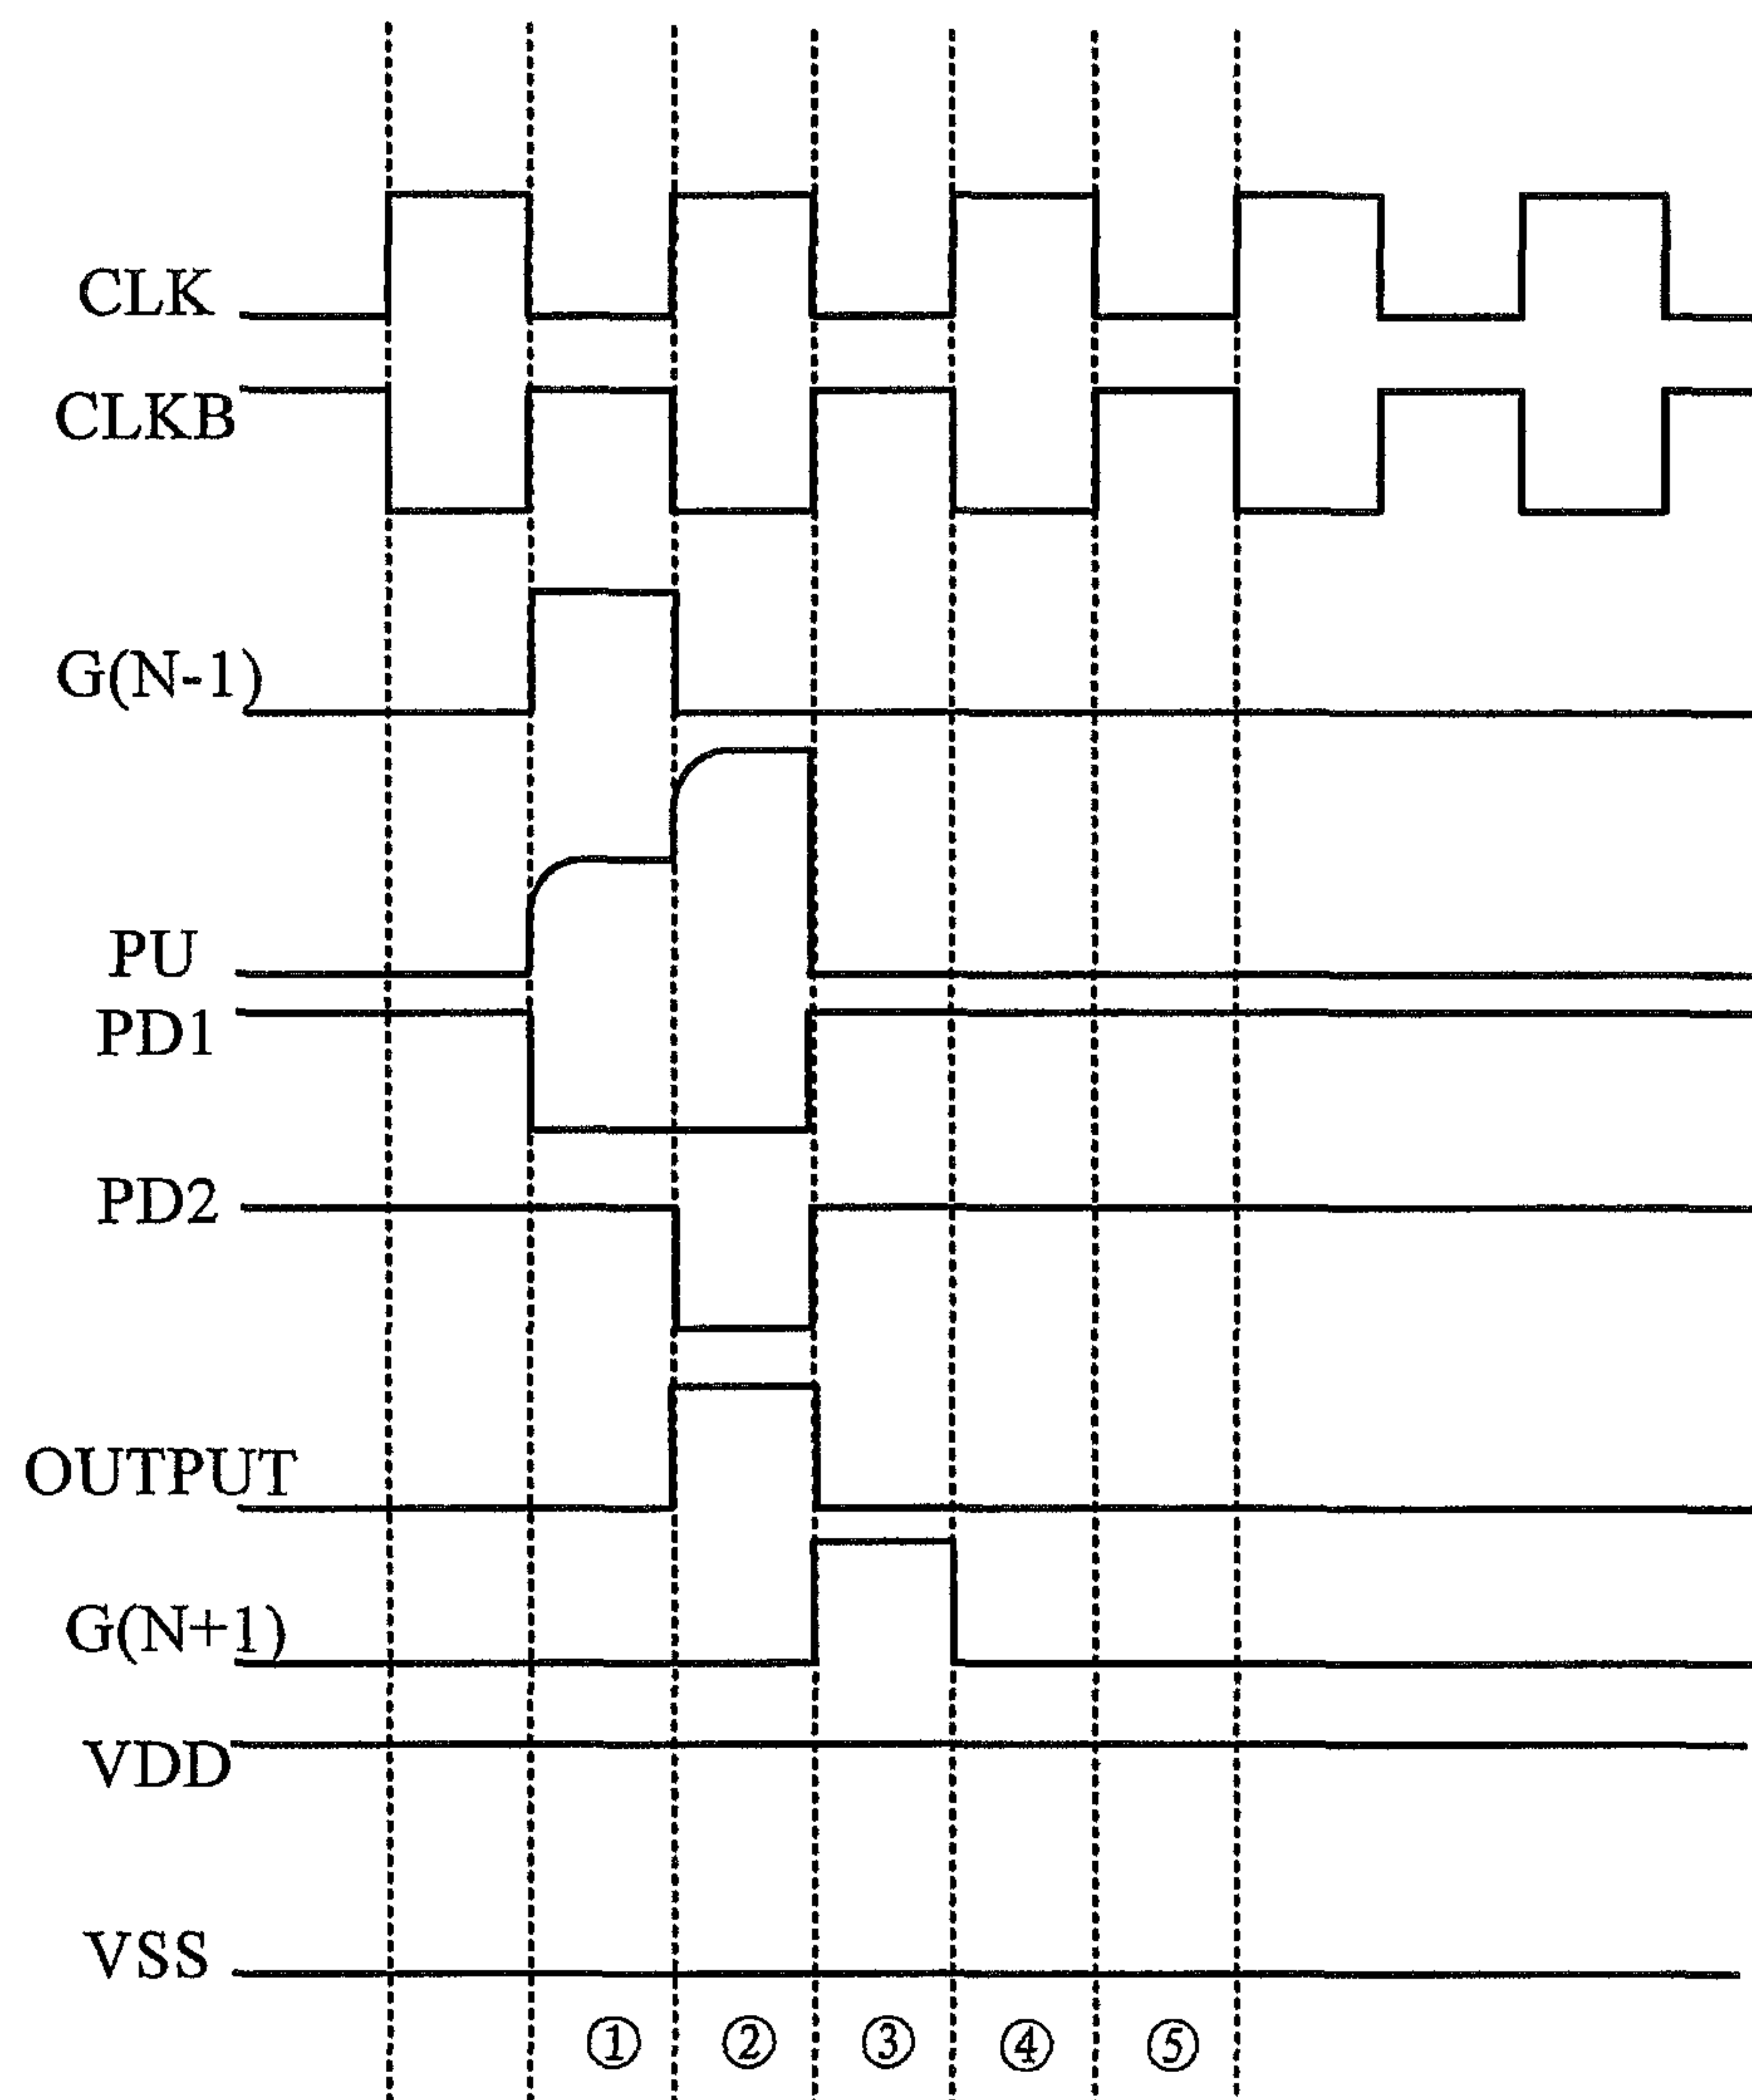 CLK
CLKB
G(N-1)
PU
PD1
PD2
OUTPUT
G(N+1)
VDD
VSS
① ② ③ ④ ⑤